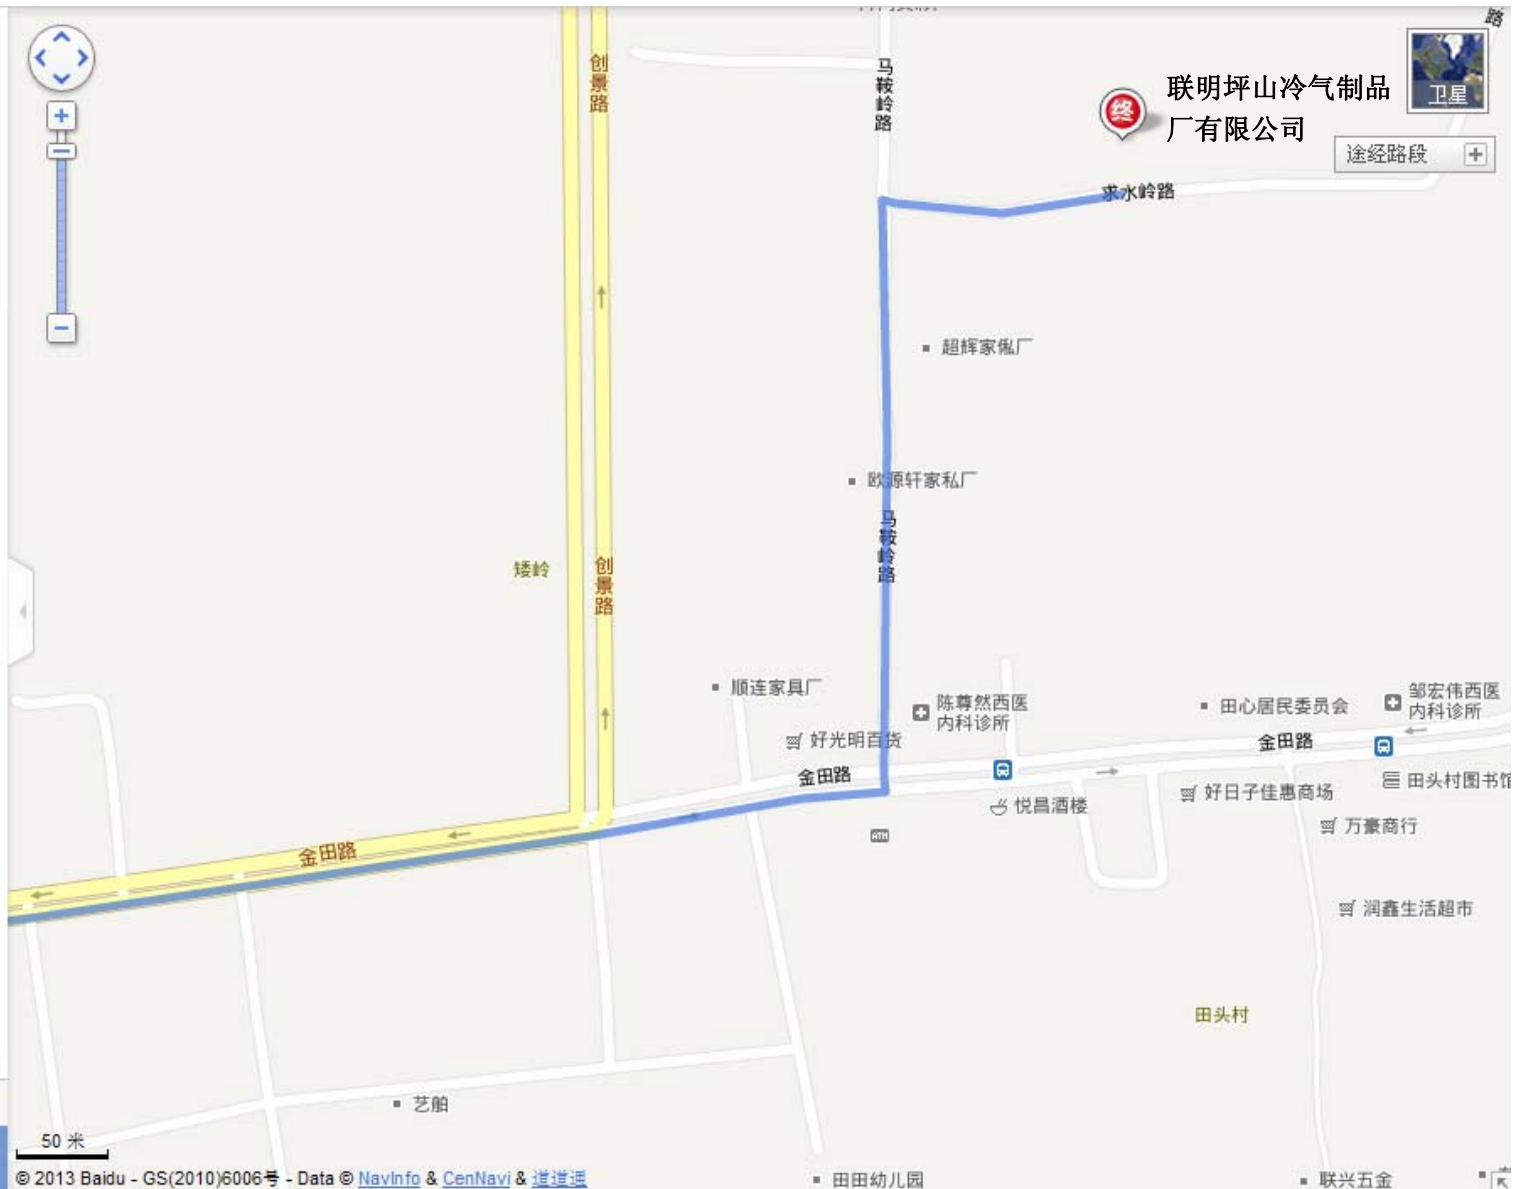 路
创景路
马鞍岭路
终
联明坪山冷气制品
厂有限公司
卫星
途经路段
求水岭路
超辉家俬厂
欧源轩家私厂
马鞍岭路
矮岭
创景路
顺连家具厂
陈尊然西医
内科诊所
田心居民委员会
邹宏伟西医
内科诊所
好光明百货
金田路
金田路
悦昌酒楼
好日子佳惠商场
田头村图书馆
万豪商行
ATM
金田路
润鑫生活超市
田头村
艺舶
50 米
© 2013 Baidu - GS(2010)6006号 - Data © NavInfo & CenNavi & 道道通
田田幼儿园
联兴五金